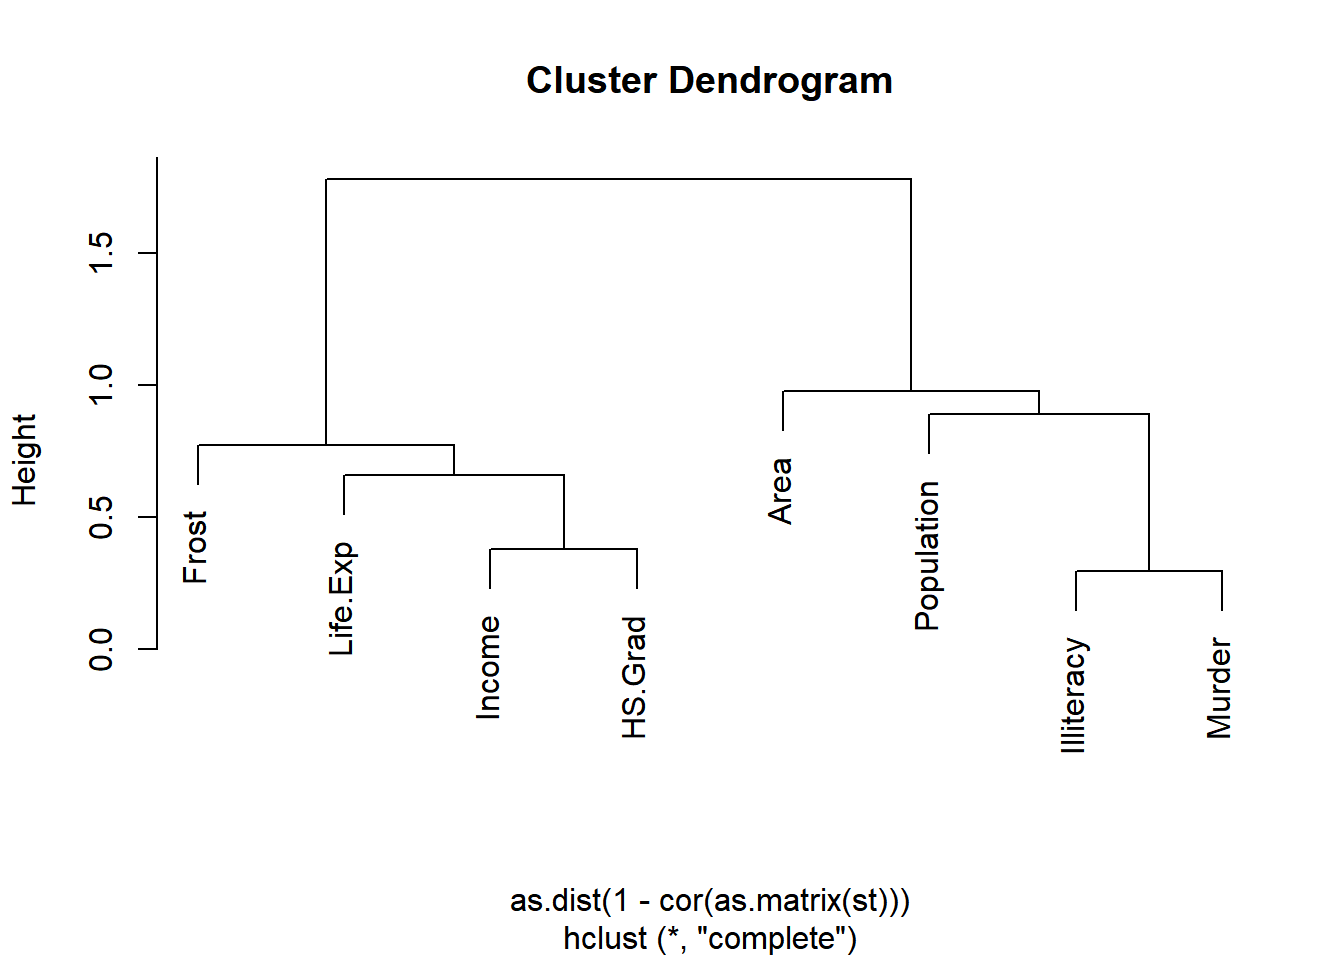 Cluster Dendrogram
Height
0.0
0.5
1.0
1.5
Frost
Life.Exp
Income
HS.Grad
Area
Population
Illiteracy
Murder
as.dist(1 - cor(as.matrix(st)))
hclust (*, "complete")